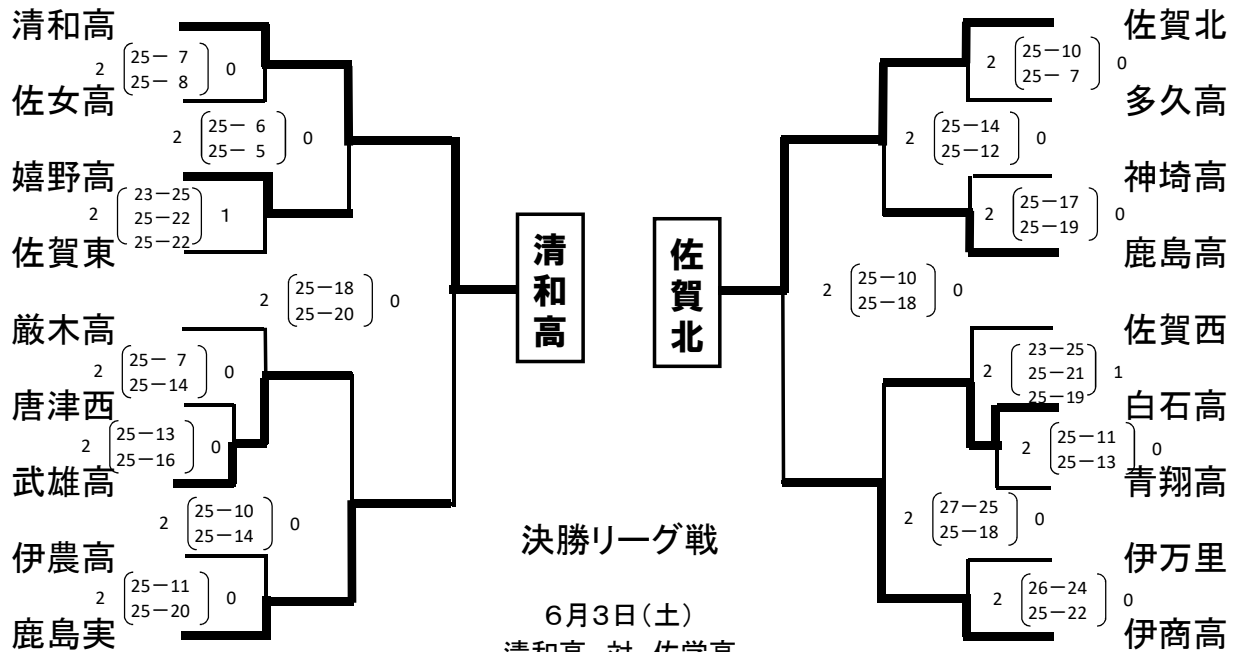 清和高
2 25－ 7 0
25－ 8
佐女高
2 25－ 6 0
25－ 5
嬉野高
23－25
2 25－22 1
25－22
佐賀東
2 25－18 0
25－20
厳木高
2 25－ 7 0
25－14
唐津西
2 25－13 0
25－16
武雄高
2 25－10 0
25－14
伊農高
2 25－11 0
25－20
鹿島実
清和高
佐賀北
決勝リーグ戦
６月３日（土）
清和高 対 佐学高
佐賀北
2 25－10 0
25－ 7
多久高
2 25－14 0
25－12
神埼高
2 25－17 0
25－19
鹿島高
2 25－10 0
25－18
佐賀西
23－25
2 25－21 1
25－19
白石高
2 25－11 0
25－13
青翔高
2 27－25 0
25－18
伊万里
2 26－24 0
25－22
伊商高